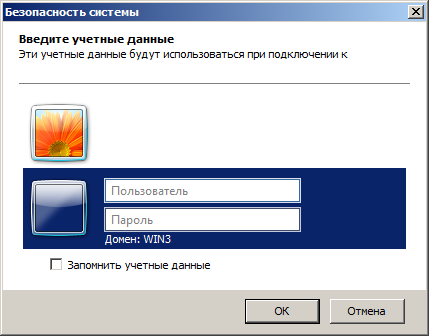 Безопасность системы
Введите учетные данные
Эти учетные данные будут использоваться при подключении к
Пользователь
Пароль
Домен: WIN3
Запомнить учетные данные
ОК
Отмена